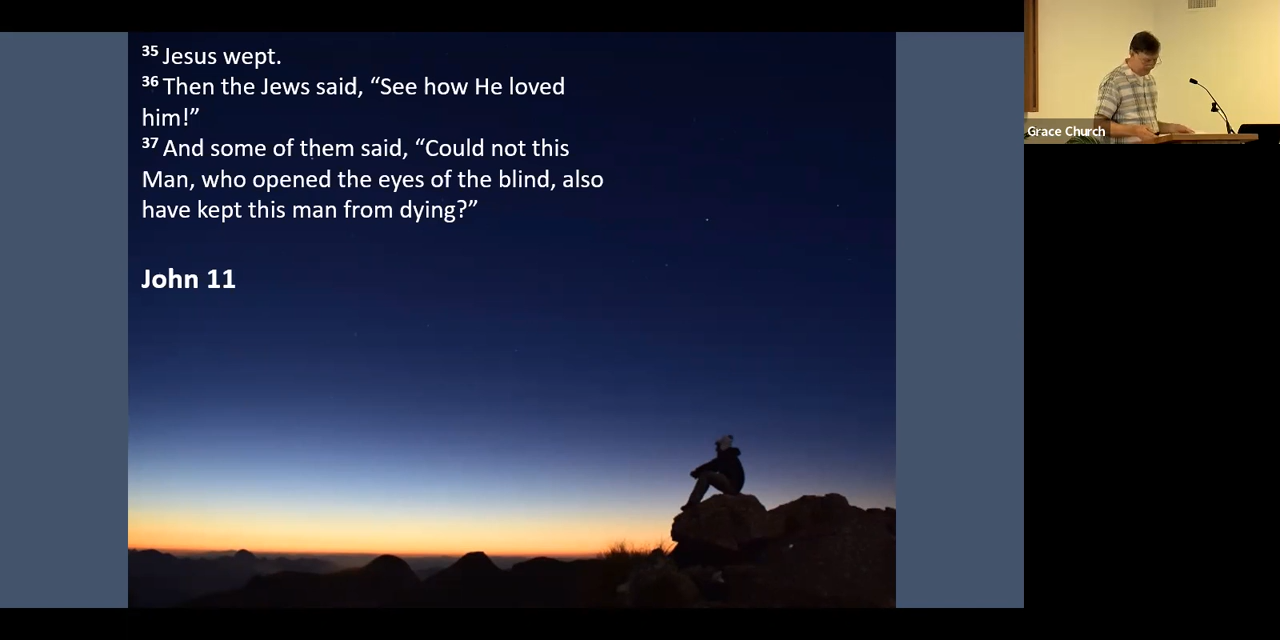 35 Jesus wept.
36 Then the Jews said, “See how He loved
him!”
37 And some of them said, “Could not this
Man, who opened the eyes of the blind, also
have kept this man from dying?”
John 11
Grace Church